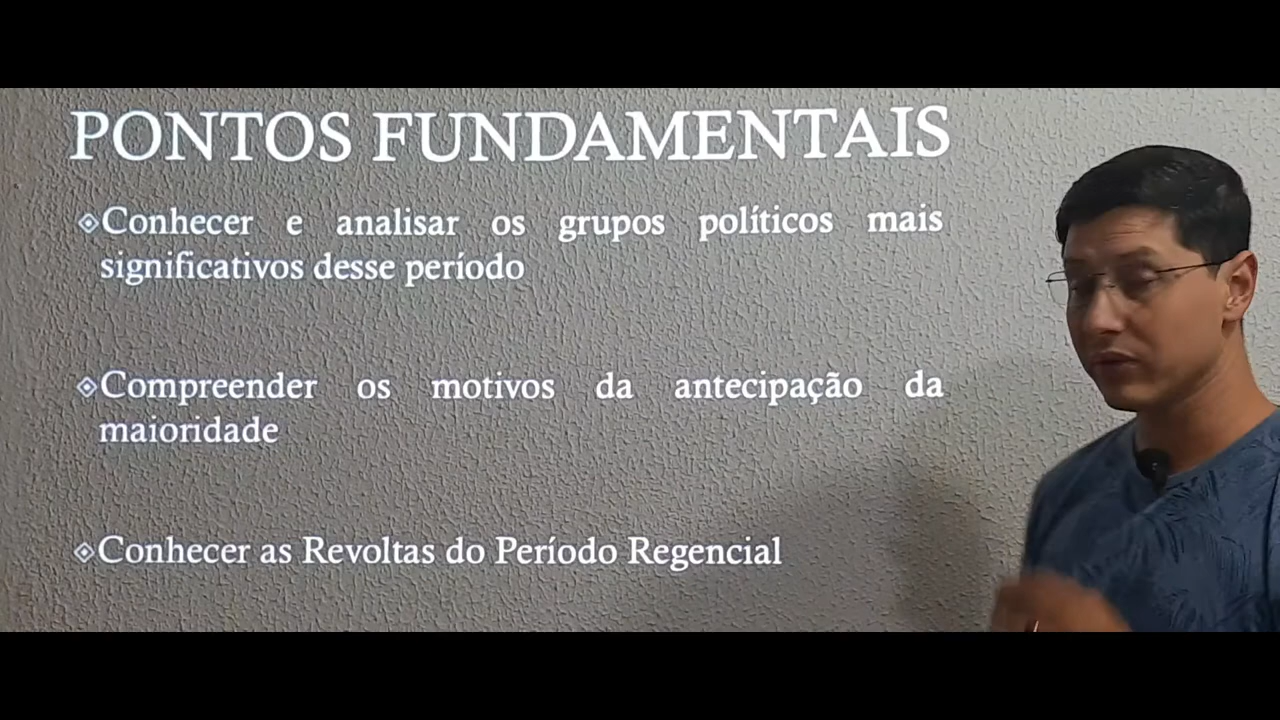 PONTOS FUNDAMENTAIS
Conhecer e analisar os grupos políticos mais
significativos desse período
Compreender os motivos da antecipação da
maioridade
Conhecer as Revoltas do Período Regencial